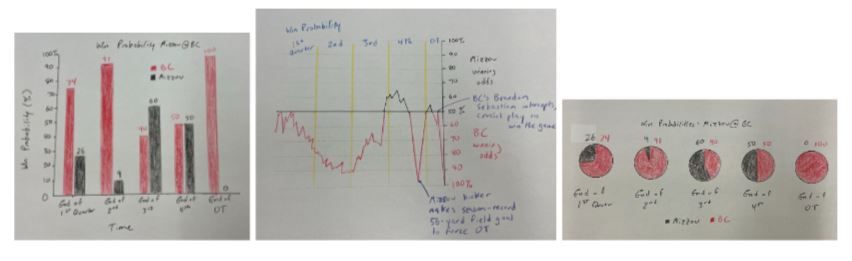 Win Probability Mizzou@BC
100%
90
80
70
60
50
40
30
20
10
0
Win Probability (%)
BC
Mizzou
74
26
91
9
40
60
50
50
100
0
End of
1st Quarter
End of
2nd
End of
3rd
End of
4th
End of
OT
Time
Win Probability
1st
Quarter
2nd
3rd
4th
OT
100%
90
80
70
60
50%
60
70
80
90
100%
Mizzou
winning
odds
BC
winning
odds
BC's Brandon
Sebastian intercepts,
crucial play to
win the game
Mizzou kicker
makes season-record
56-yard field goal
to force OT
Win Probabilities: Mizzou@BC
26 74
60 40
50 50
0 100
End of
1st Quarter
End of
2nd
End of
3rd
End of
4th
End of
OT
Mizzou
BC